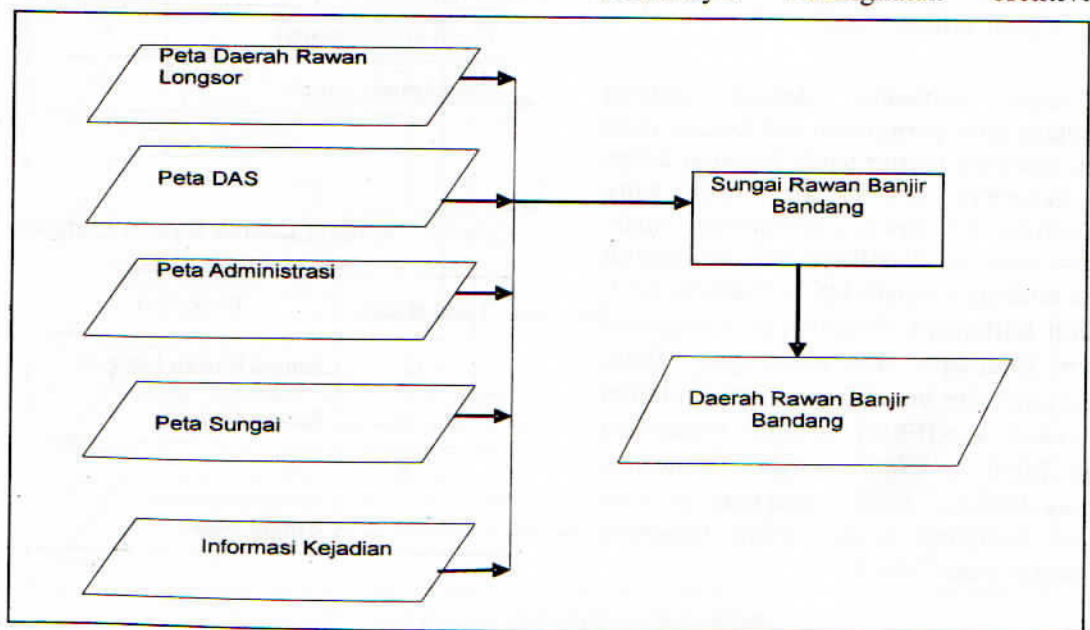 Peta Daerah Rawan
Longsor
Peta DAS
Peta Administrasi
Peta Sungai
Informasi Kejadian
Sungai Rawan Banjir
Bandang
Daerah Rawan Banjir
Bandang